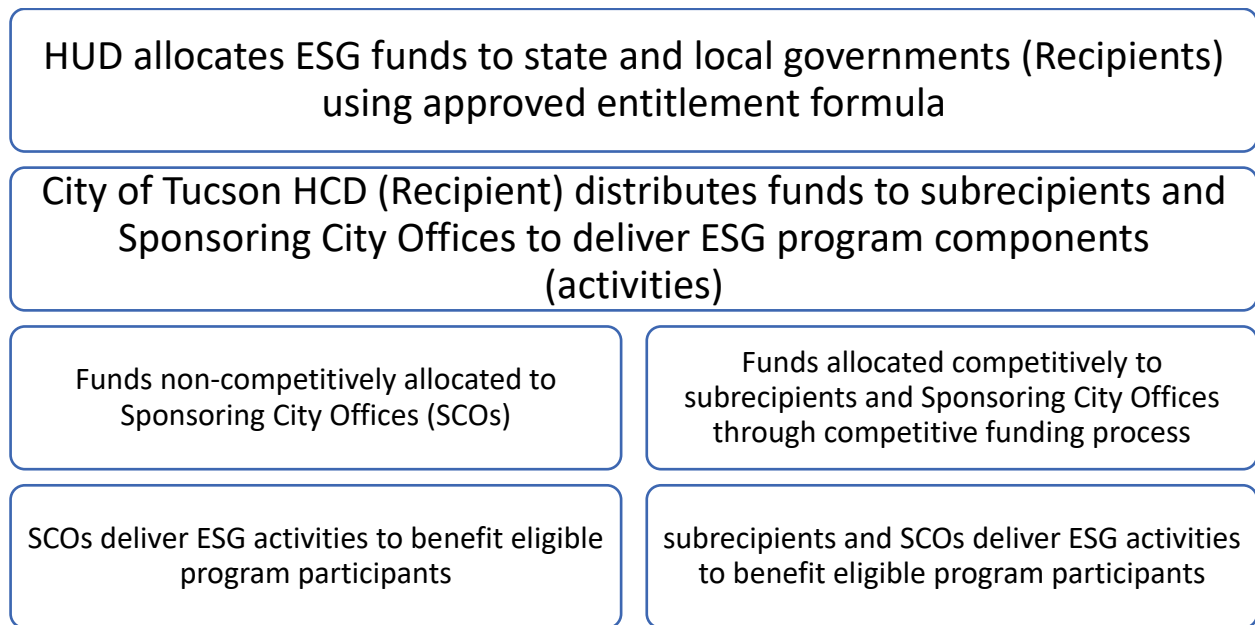 HUD allocates ESG funds to state and local governments (Recipients)
using approved entitlement formula
City of Tucson HCD (Recipient) distributes funds to subrecipients and
Sponsoring City Offices to deliver ESG program components
(activities)
Funds non-competitively allocated to
Sponsoring City Offices (SCOs)
Funds allocated competitively to
subrecipients and Sponsoring City Offices
through competitive funding process
SCOs deliver ESG activities to benefit eligible
program participants
subrecipients and SCOs deliver ESG activities
to benefit eligible program participants